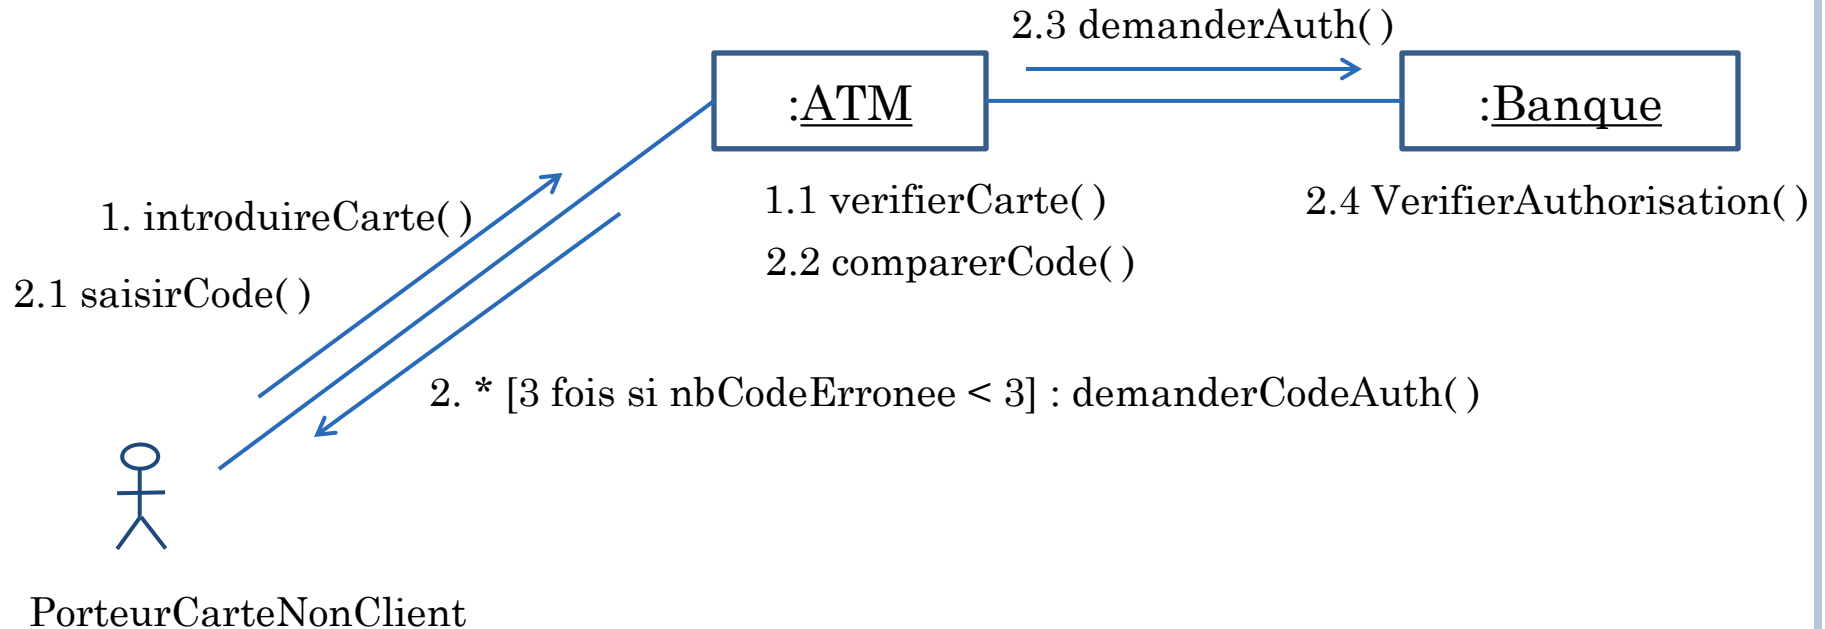 2.3 demanderAuth( )
:ATM
:Banque
1. introduireCarte( )
1.1 verifierCarte( )
2.4 VerifierAuthorisation( )
2.1 saisirCode( )
2.2 comparerCode( )
2. * [3 fois si nbCodeErronee < 3] : demanderCodeAuth( )
PorteurCarteNonClient